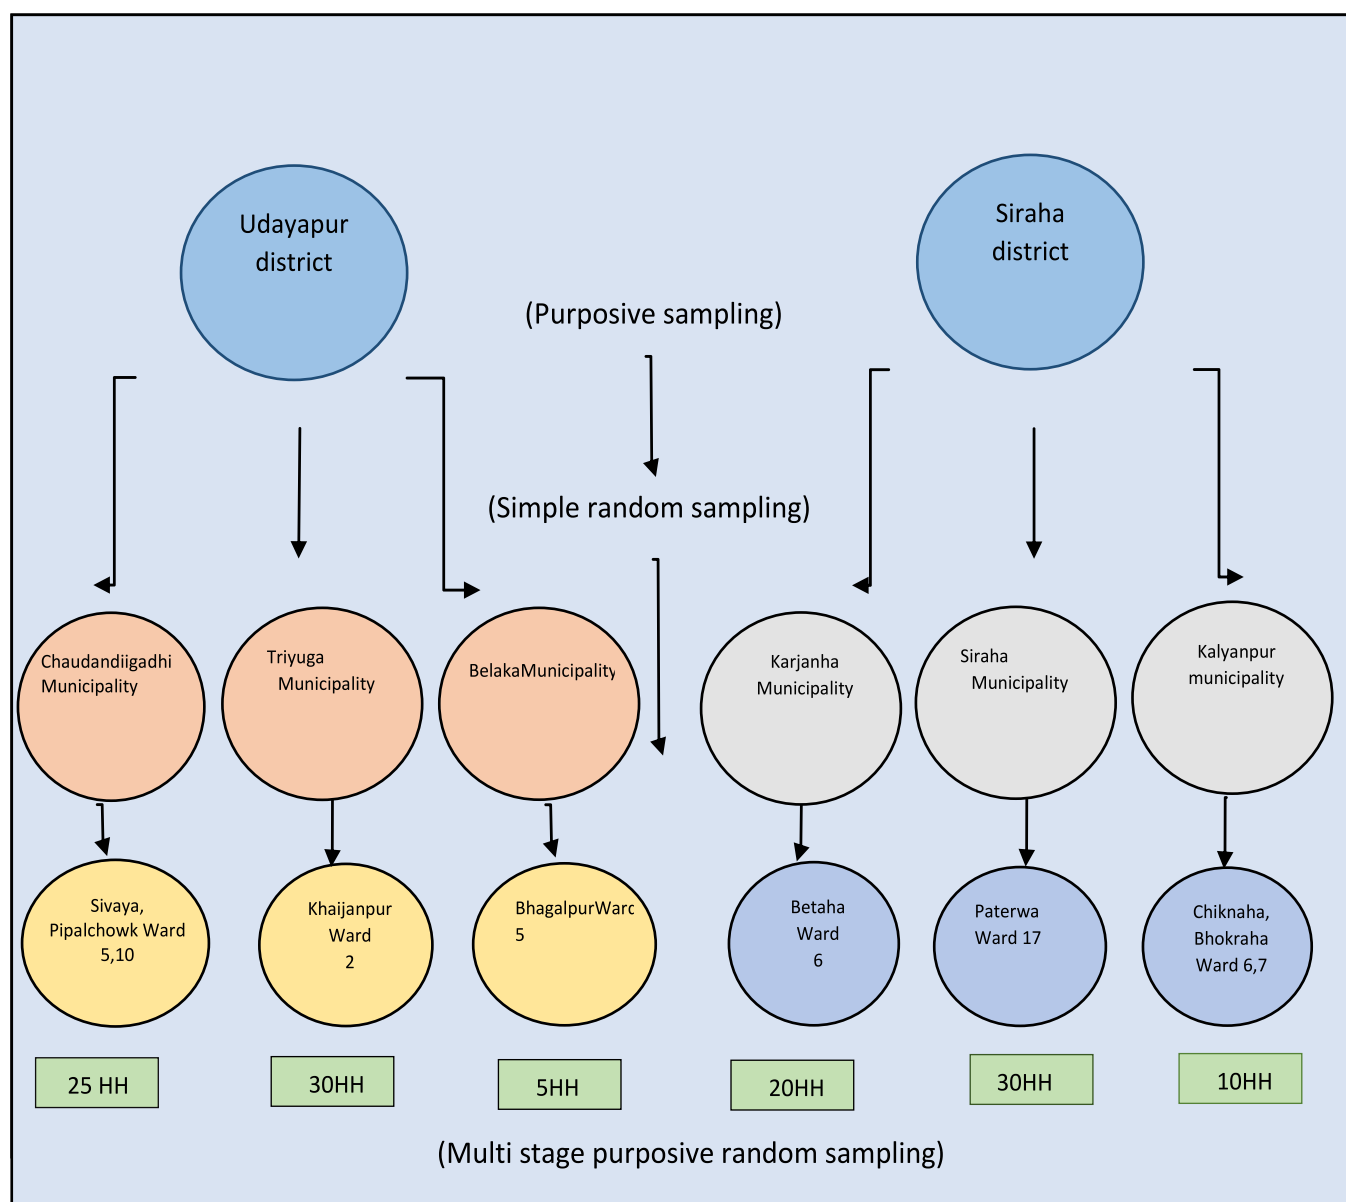 Udayapur
district
Siraha
district
(Purposive sampling)
(Simple random sampling)
Chaudandiigadhi
Municipality
Triyuga
Municipality
BelakaMunicipality
Karjanha
Municipality
Siraha
Municipality
Kalyanpur
municipality
Sivaya,
Pipalchowk Ward
5,10
Khaijanpur
Ward
2
BhagalpurWard
5
Betaha
Ward
6
Paterwa
Ward 17
Chiknaha,
Bhokraha
Ward 6,7
25 HH
30HH
5HH
20HH
30HH
10HH
(Multi stage purposive random sampling)